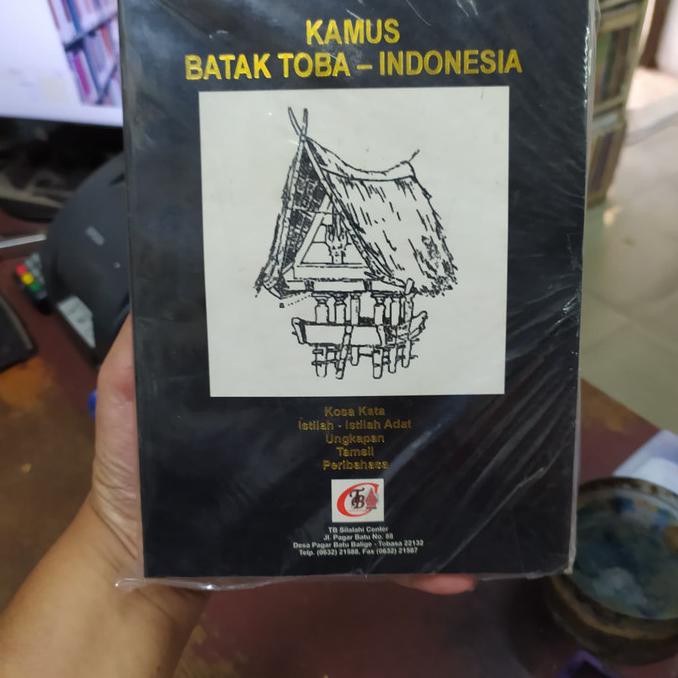 KAMUS
BATAK TOBA – INDONESIA
Kosa Kata
Istilah - Istilah Adat
Ungkapan
Tamsil
Peribahasa
TB
TB Silalahi Center
Jl. Pagar Batu No. 88
Desa Pagar Batu Balige - Tobasa 22132
Telp. (0632) 21588, Fax (0632) 21587